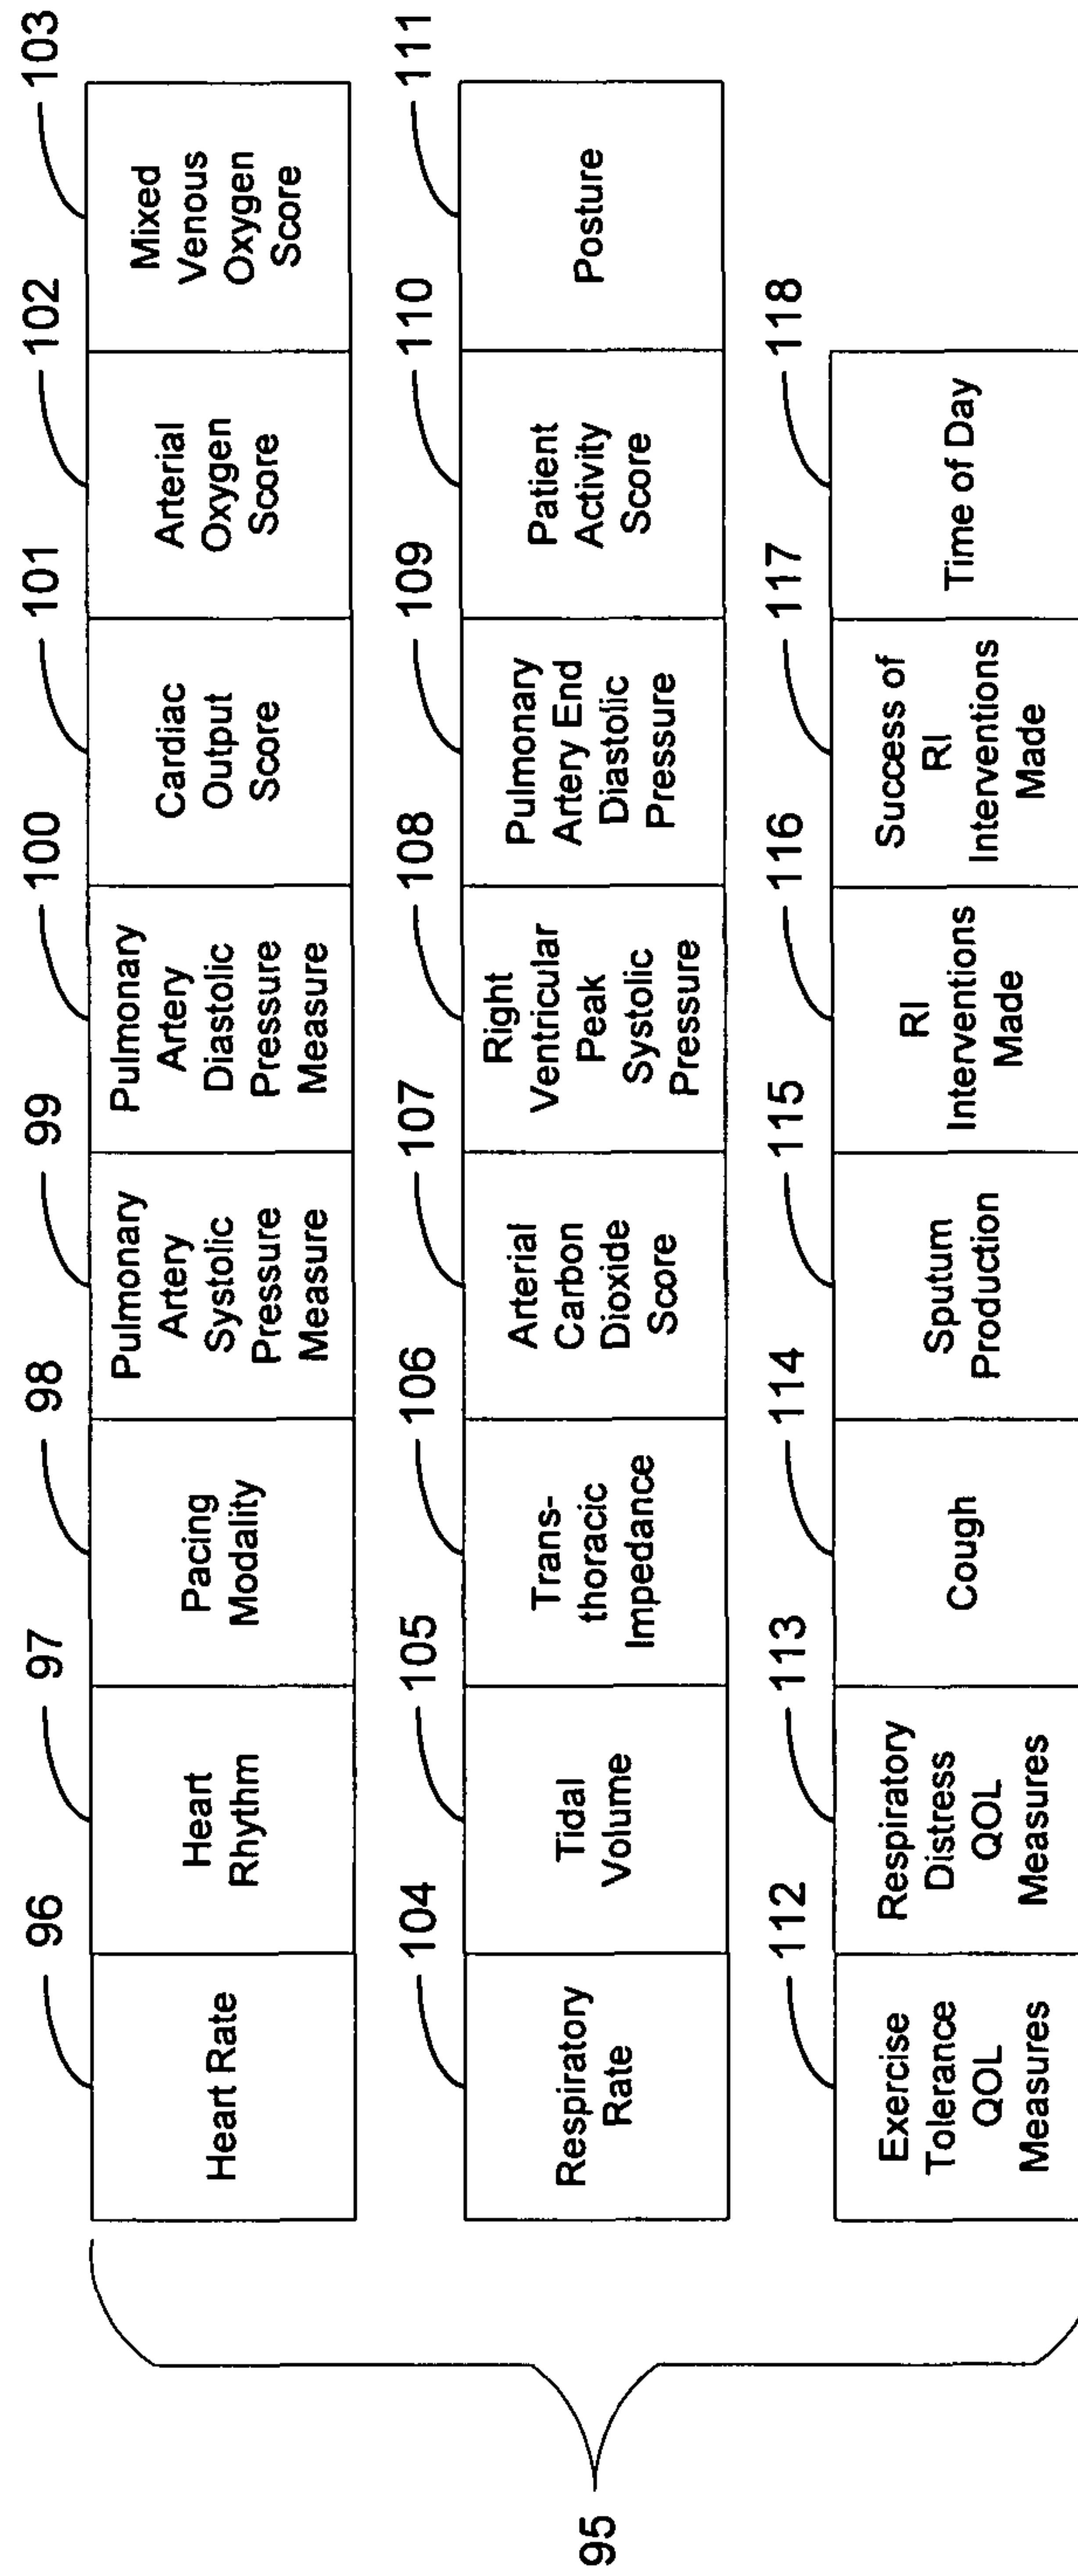 96
97
98
99
100
101
102
103
Heart Rate
Heart
Rhythm
Pacing
Modality
Pulmonary
Artery
Systolic
Pressure
Measure
Pulmonary
Artery
Diastolic
Pressure
Measure
Cardiac
Output
Score
Arterial
Oxygen
Score
Mixed
Venous
Oxygen
Score
104
105
106
107
108
109
110
111
Respiratory
Rate
Tidal
Volume
Trans-
thoracic
Impedance
Arterial
Carbon
Dioxide
Score
Right
Ventricular
Peak
Systolic
Pressure
Pulmonary
Artery End
Diastolic
Pressure
Patient
Activity
Score
Posture
95
112
113
114
115
116
117
118
Exercise
Tolerance
QOL
Measures
Respiratory
Distress
QOL
Measures
Cough
Sputum
Production
RI
Interventions
Made
Success of
RI
Interventions
Made
Time of Day